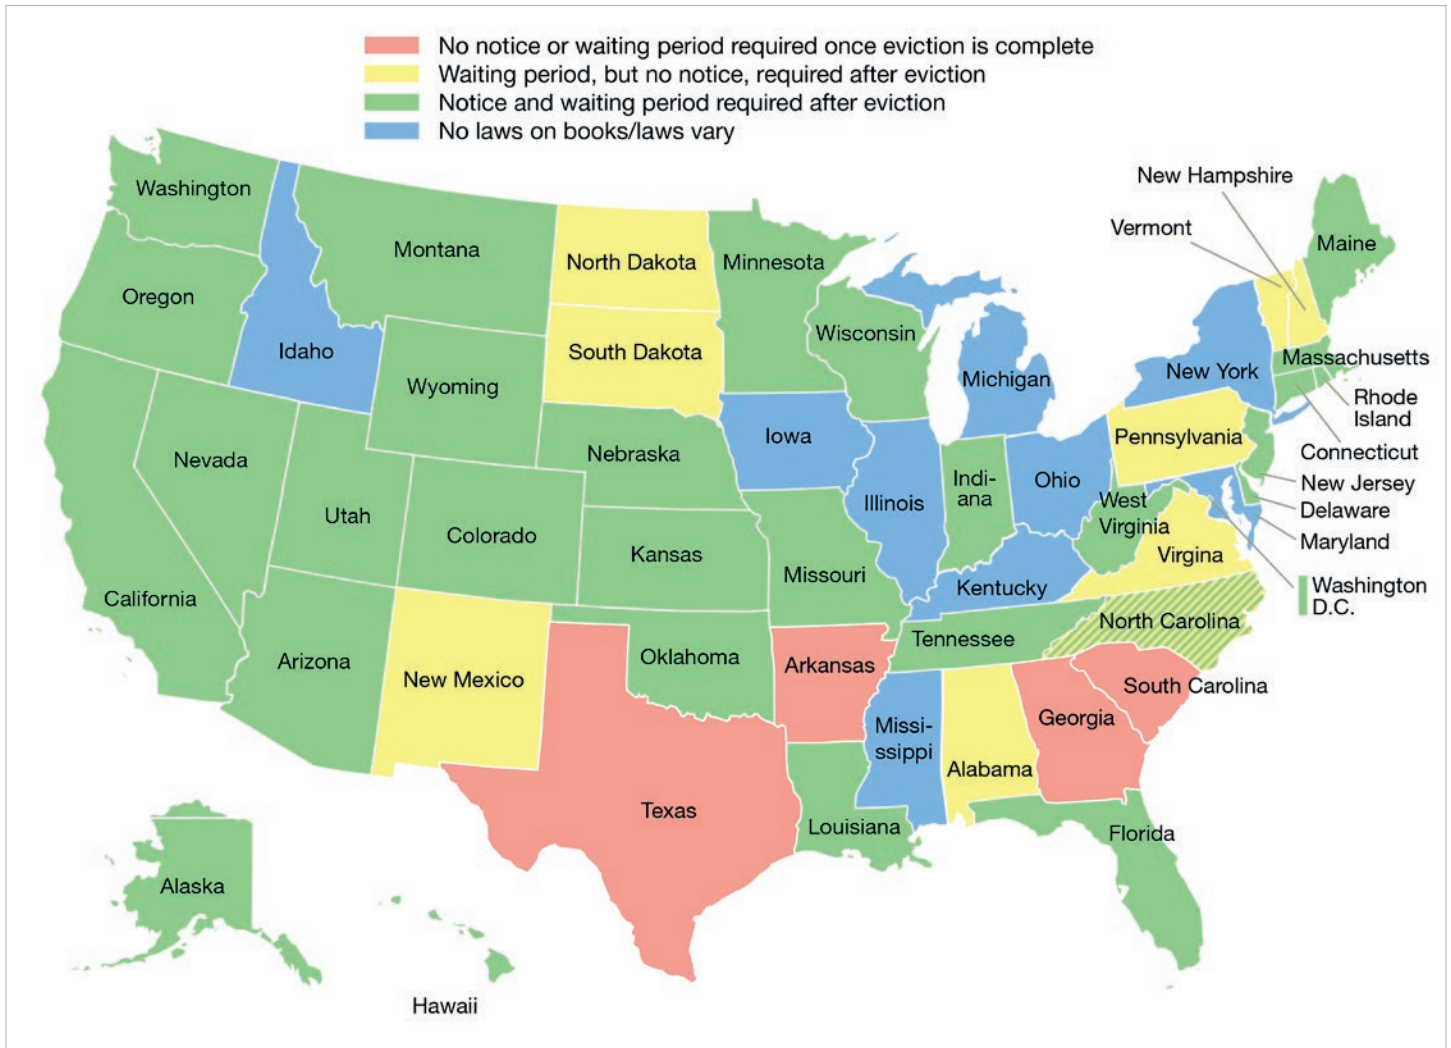 No notice or waiting period required once eviction is complete
Waiting period, but no notice, required after eviction
Notice and waiting period required after eviction
No laws on books/laws vary
New Hampshire
Vermont
Washington
Maine
Montana
North Dakota
Minnesota
Oregon
Wisconsin
Idaho
South Dakota
Massachusetts
New York
Michigan
Wyoming
Rhode
Island
Iowa
Pennsylvania
Connecticut
Nebraska
Nevada
Indi-
ana
Ohio
New Jersey
Illinois
West
Virginia
Delaware
Utah
Colorado
Maryland
Kansas
Virgina
Missouri
Kentucky
Washington
D.C.
California
North Carolina
Tennessee
Arizona
Oklahoma
Arkansas
New Mexico
South Carolina
Georgia
Missi-
ssippi
Alabama
Texas
Louisiana
Florida
Alaska
Hawaii